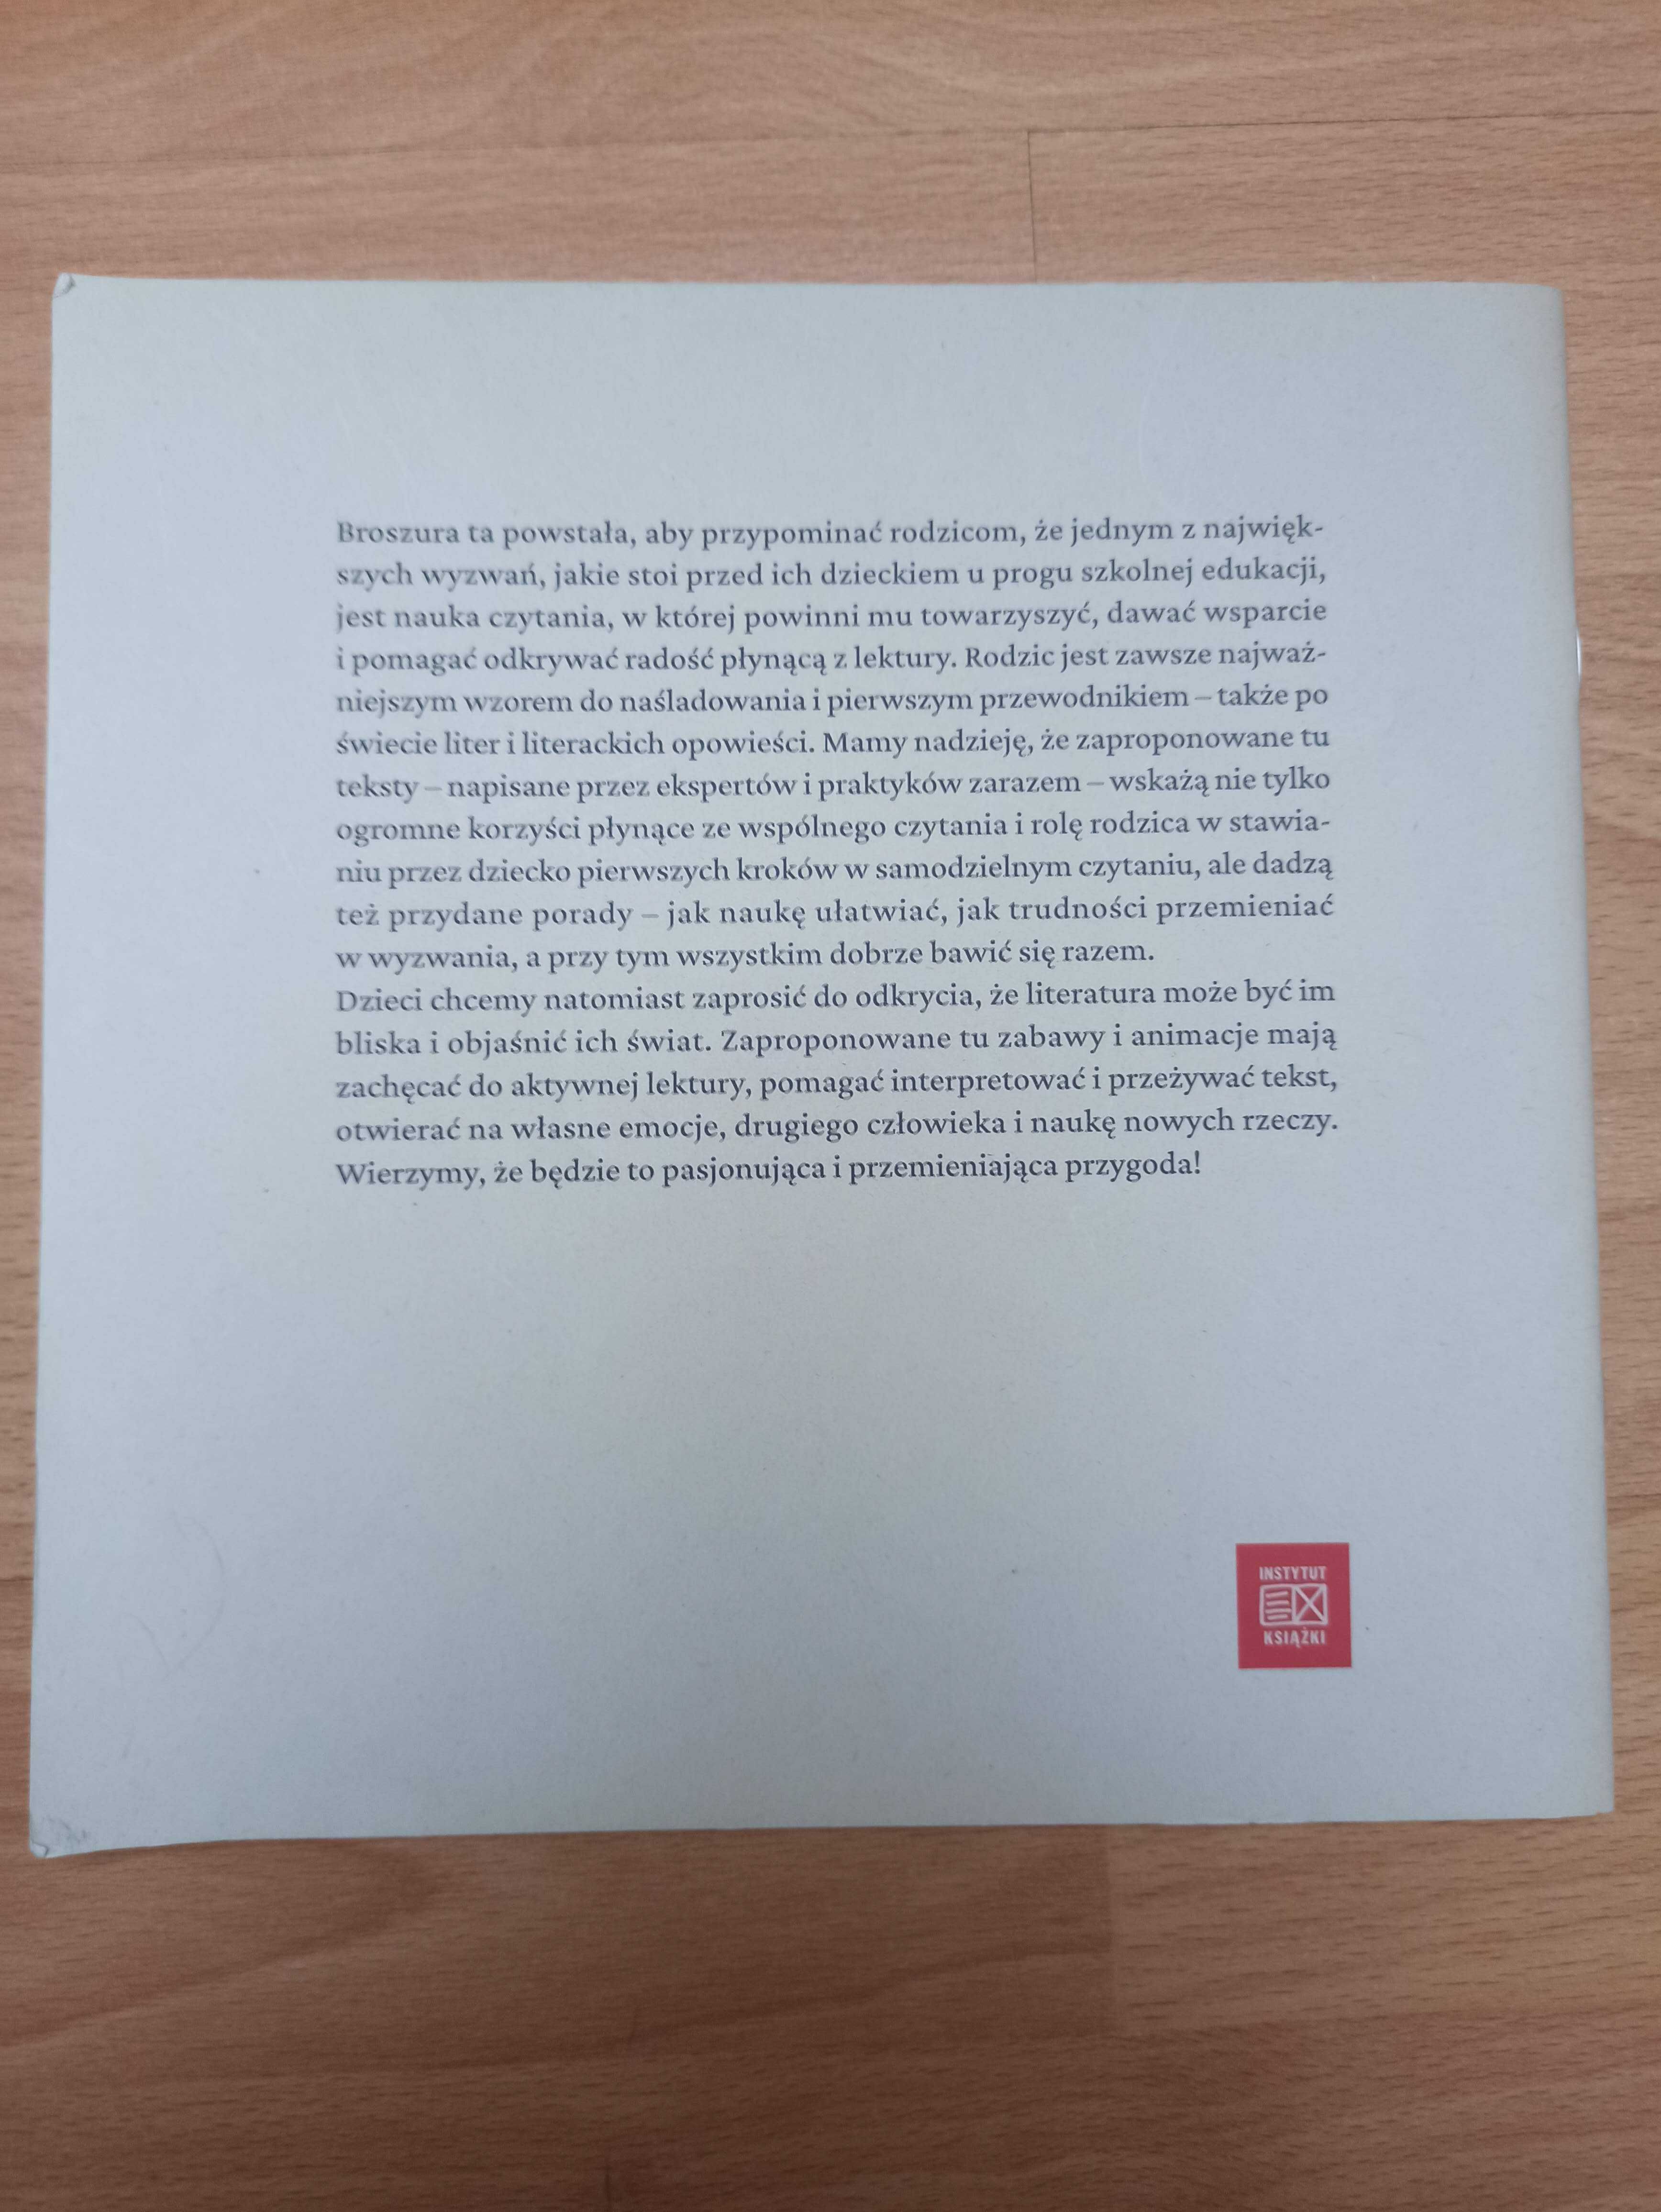 Broszura ta powstała, aby przypominać rodzicom, że jednym z najwięk-
szych wyzwań, jakie stoi przed ich dzieckiem u progu szkolnej edukacji,
jest nauka czytania, w której powinni mu towarzyszyć, dawać wsparcie
i pomagać odkrywać radość płynącą z lektury. Rodzic jest zawsze najważ-
niejszym wzorem do naśladowania i pierwszym przewodnikiem – także po
świecie liter i literackich opowieści. Mamy nadzieję, że zaproponowane tu
teksty – napisane przez ekspertów i praktyków zarazem – wskażą nie tylko
ogromne korzyści płynące ze wspólnego czytania i rolę rodzica w stawia-
niu przez dziecko pierwszych kroków w samodzielnym czytaniu, ale dadzą
też przydane porady – jak naukę ułatwiać, jak trudności przemieniać
w wyzwania, a przy tym wszystkim dobrze bawić się razem.
Dzieci chcemy natomiast zaprosić do odkrycia, że literatura może być im
bliska i objaśnić ich świat. Zaproponowane tu zabawy i animacje mają
zachęcać do aktywnej lektury, pomagać interpretować i przeżywać tekst,
otwierać na własne emocje, drugiego człowieka i naukę nowych rzeczy.
Wierzymy, że będzie to pasjonująca i przemieniająca przygoda!
INSTYTUT
KSIĄŻKI